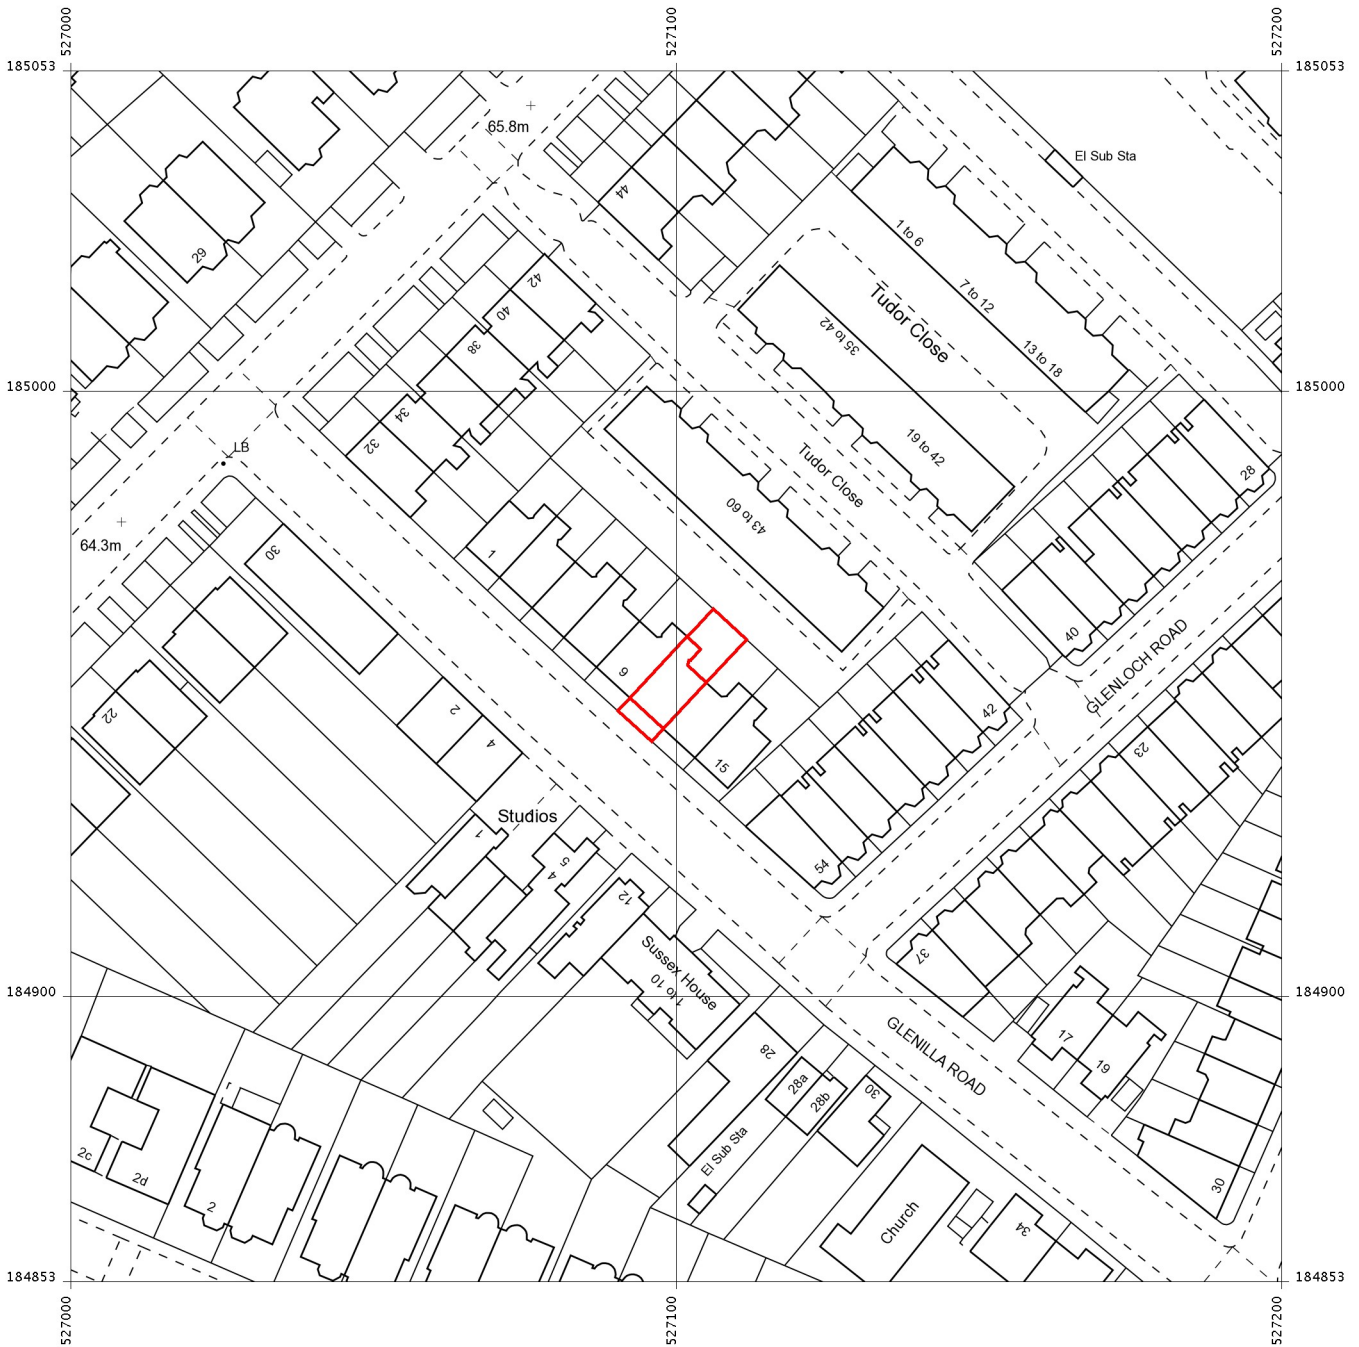 527000
527100
527200
185053
185053
65.8m
El Sub Sta
44
1 to 6
29
42
7 to 12
40
Tudor Close
35 to 42
38
13 to 18
185000
185000
34
32
LB
19 to 42
Tudor Close
28
43 to 60
64.3m
30
1
40
GLENLOCH ROAD
9
22
2
42
4
23
15
Studios
1
5
4
54
12
37
Sussex House
1 to 10
184900
184900
GLENILLA ROAD
17
28
19
28a
28b
30
El Sub Sta
2c
2d
2
30
Church
34
184853
184853
527000
527100
527200